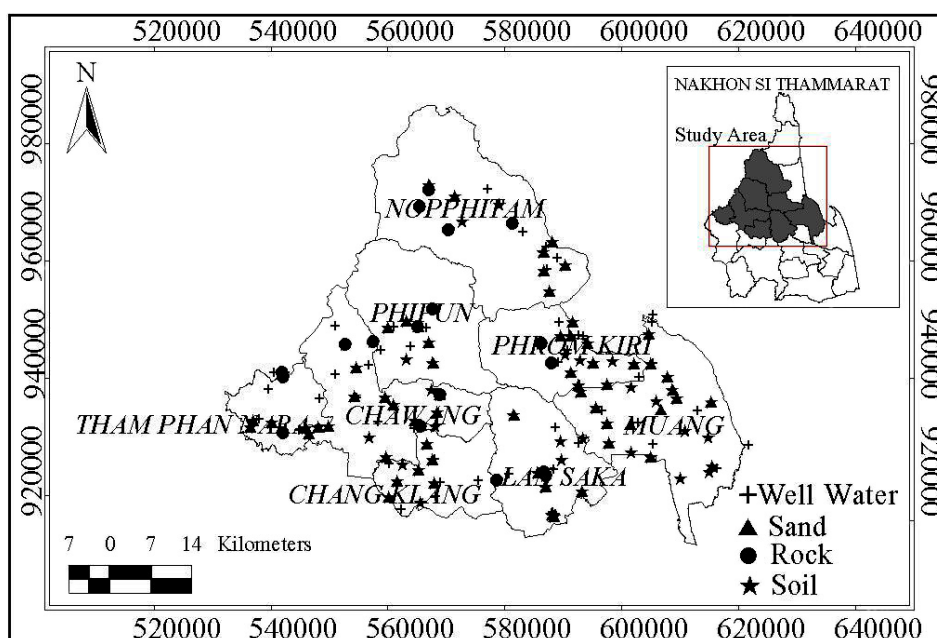 520000 540000 560000 580000 600000 620000 640000
N
NAKHON SI THAMMARAT
Study Area
980000 980000
960000 960000
940000 940000
920000 920000
NOPPHITAM
PHIPUN
PHROM KIRI
THAM PHAN NARA
CHAWANG
MUANG
CHANG KLANG
LAN SAKA
Well Water
Sand
Rock
Soil
7 0 7 14 Kilometers
520000 540000 560000 580000 600000 620000 640000